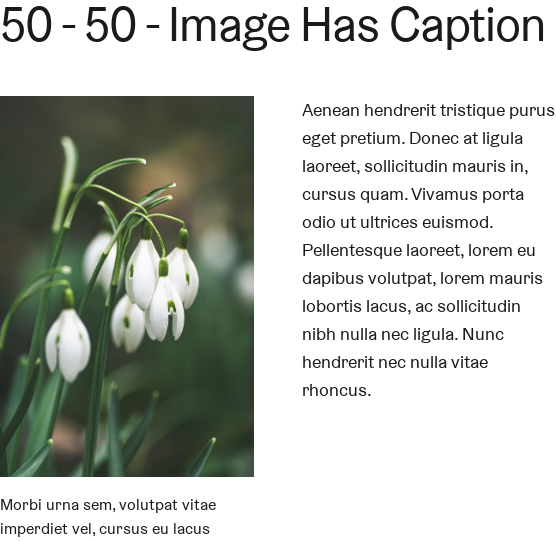 50 - 50 - Image Has Caption
Aenean hendrerit tristique purus
eget pretium. Donec at ligula
laoreet, sollicitudin mauris in,
cursus quam. Vivamus porta
odio ut ultrices euismod.
Pellentesque laoreet, lorem eu
dapibus volutpat, lorem mauris
lobortis lacus, ac sollicitudin
nibh nulla nec ligula. Nunc
hendrerit nec nulla vitae
rhoncus.
Morbi urna sem, volutpat vitae
imperdiet vel, cursus eu lacus